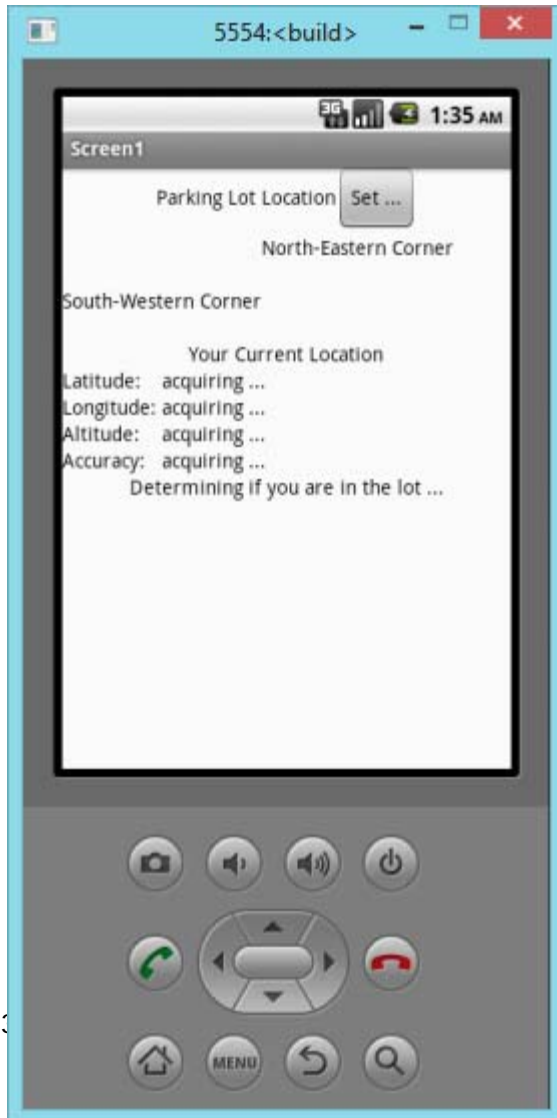 5554:<build>
3G 1:35 AM
Screen1
Parking Lot Location Set ...
North-Eastern Corner
South-Western Corner
Your Current Location
Latitude: acquiring ...
Longitude: acquiring ...
Altitude: acquiring ...
Accuracy: acquiring ...
Determining if you are in the lot ...
MENU